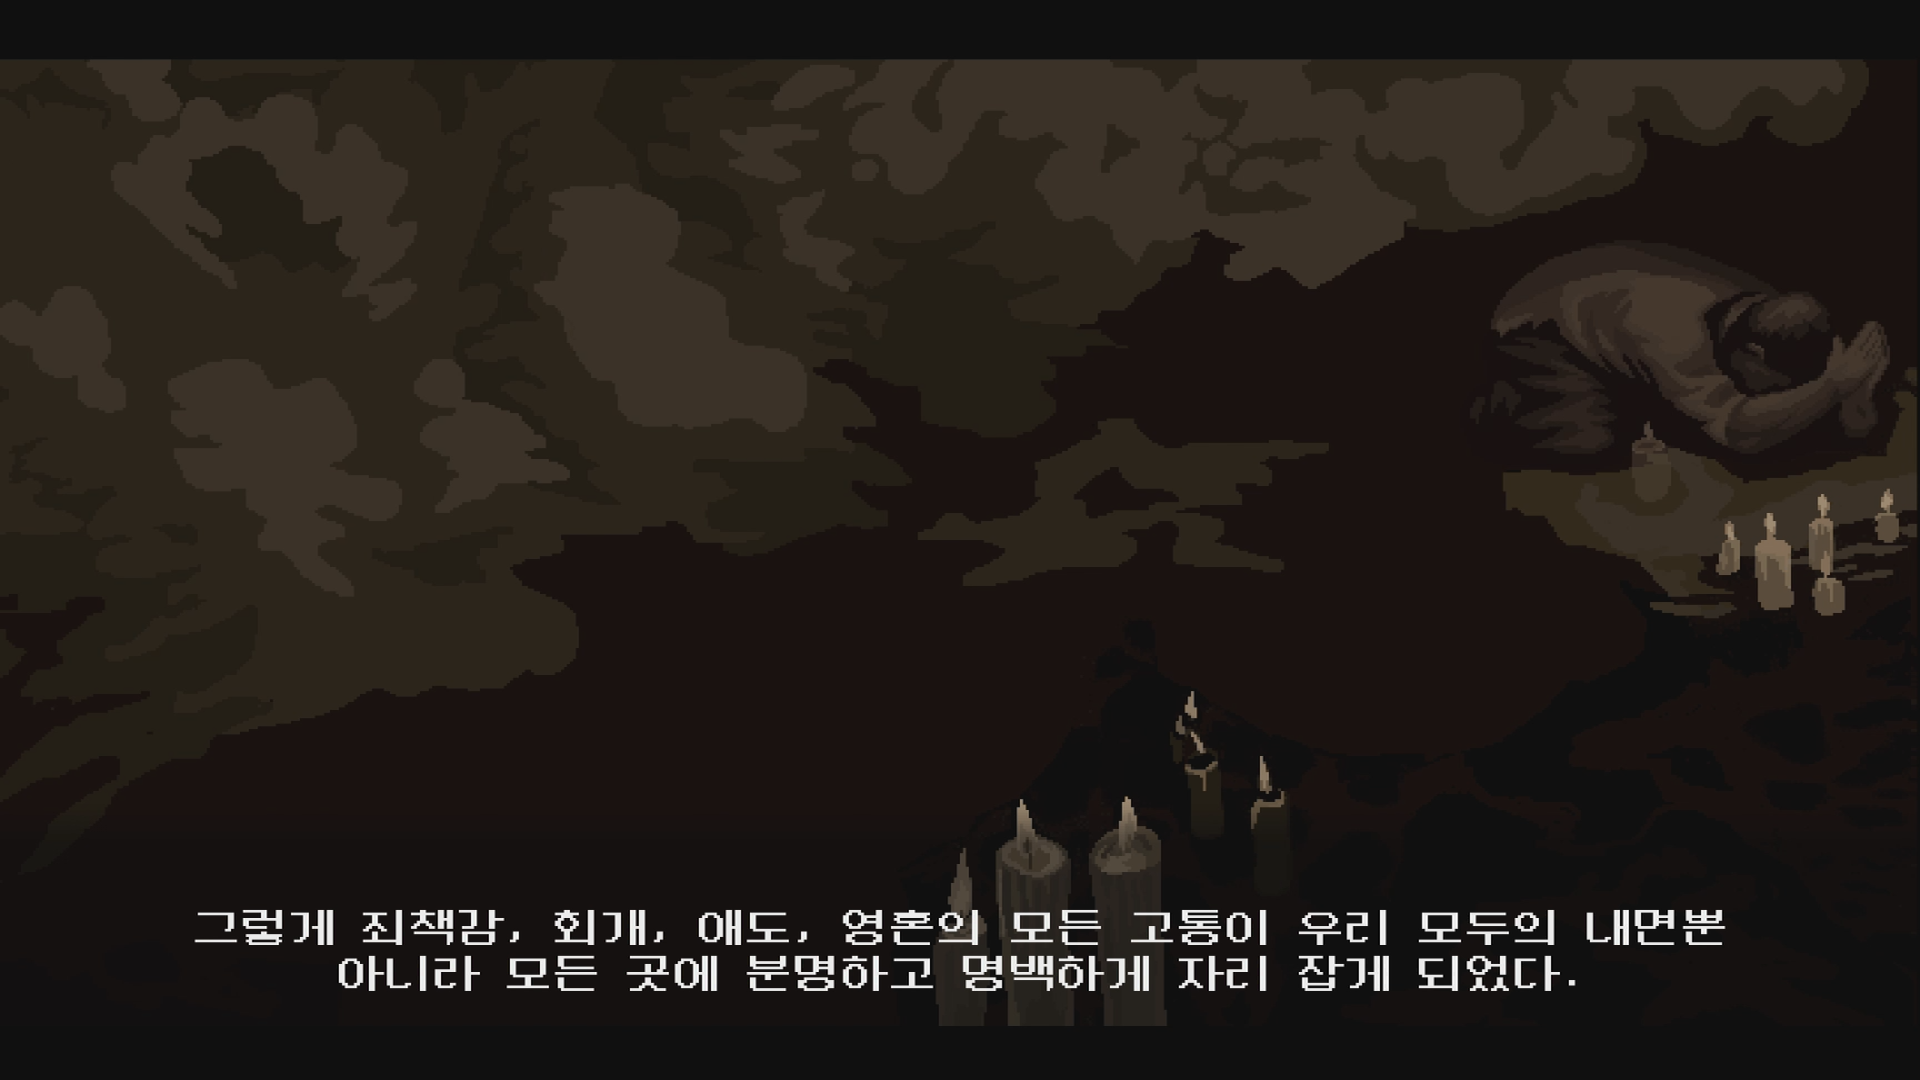 그렇게 죄책감, 회개, 애도, 영혼의 모든 고통이 우리 모두의 내면뿐
아니라 모든 곳에 분명하고 명백하게 자리 잡게 되었다.